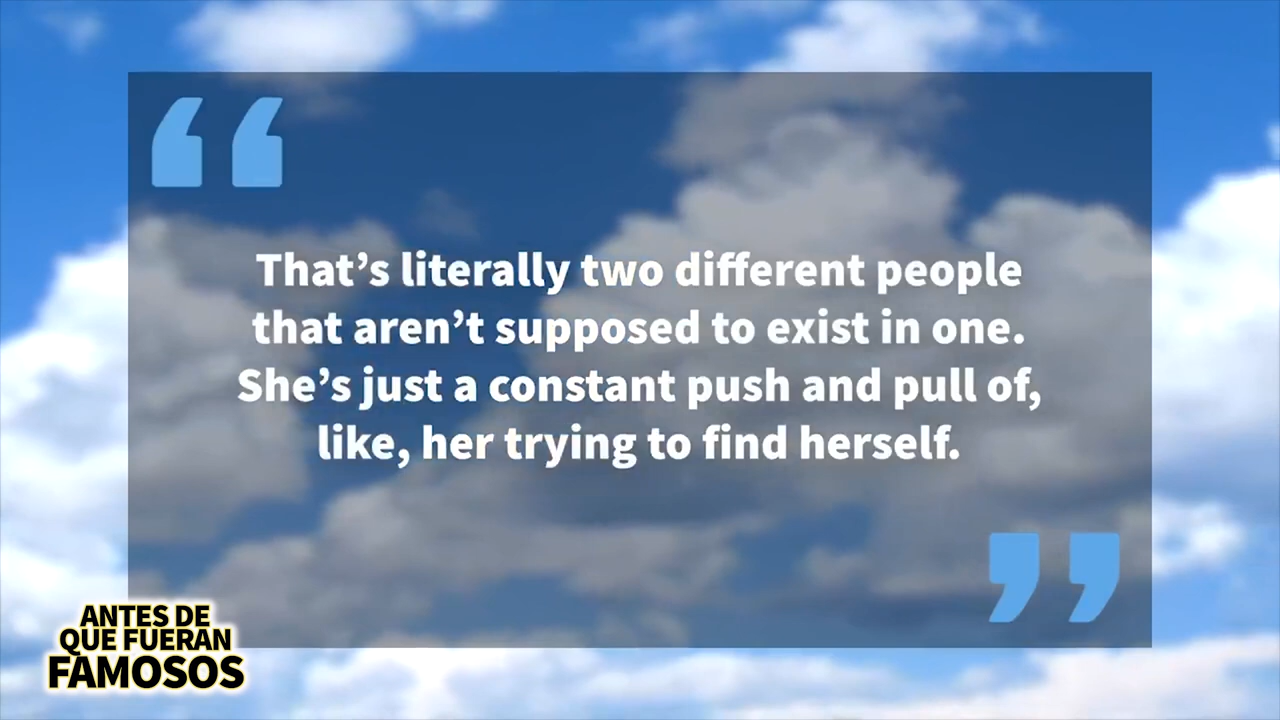 “
That’s literally two different people
that aren’t supposed to exist in one.
She’s just a constant push and pull of,
like, her trying to find herself.
”
ANTES DE
QUE FUERAN
FAMOSOS